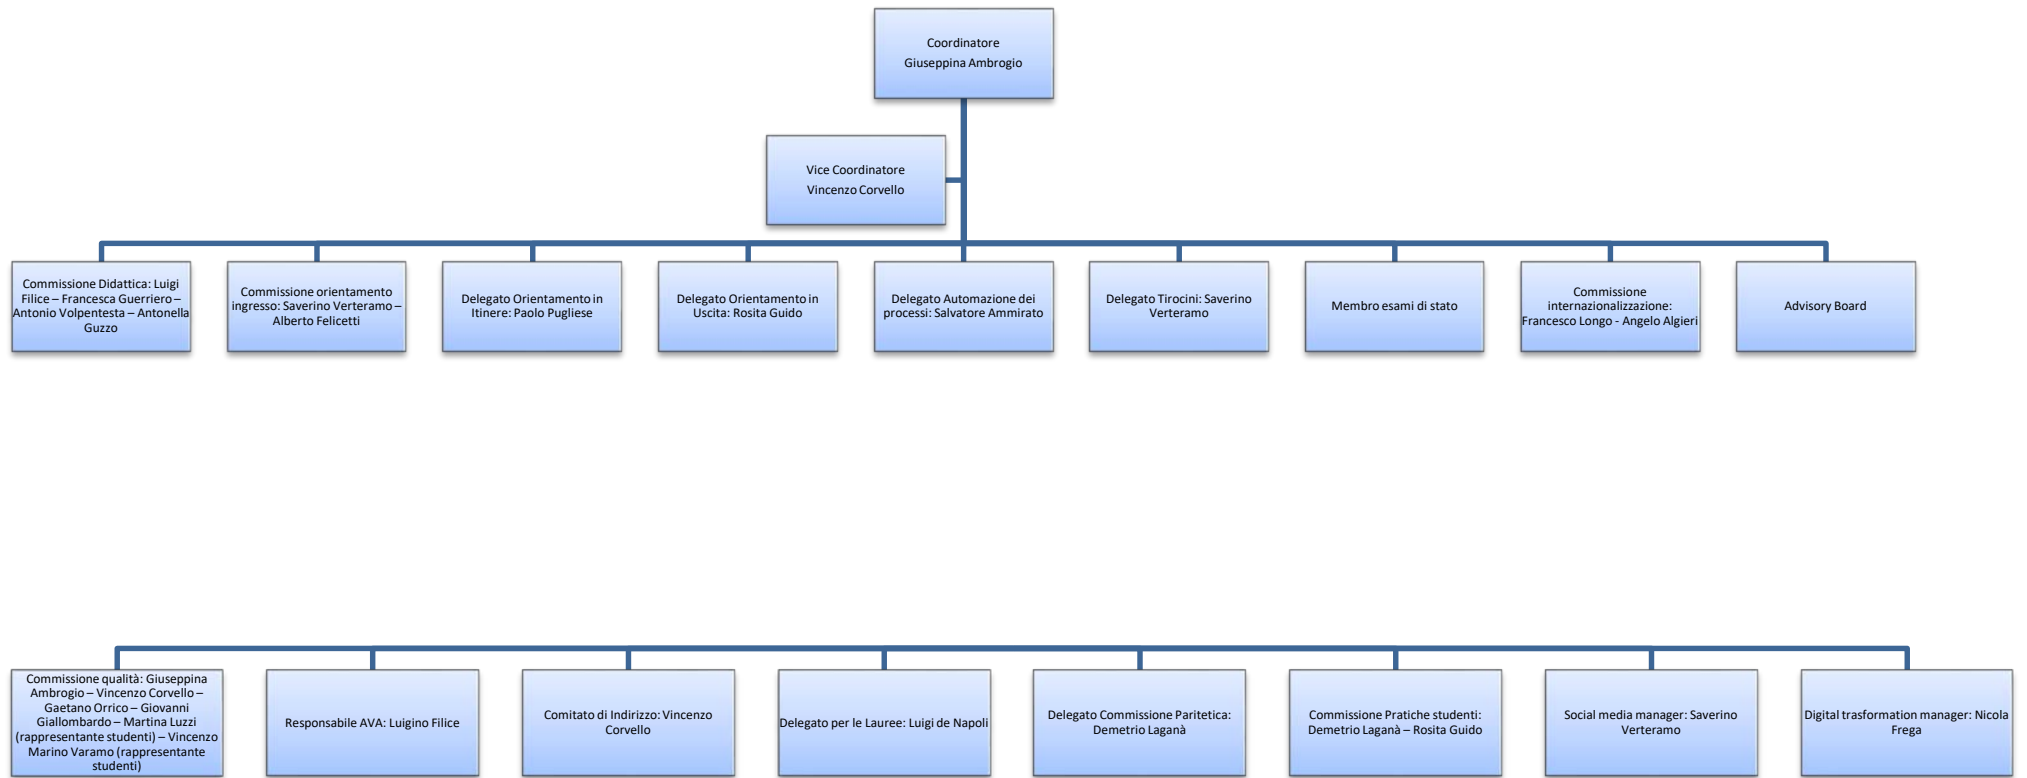 Coordinatore
Giuseppina Ambrogio
Vice Coordinatore
Vincenzo Corvello
Commissione Didattica: Luigi
Filice – Francesca Guerriero –
Antonio Volpentesta – Antonella
Guzzo
Commissione orientamento
ingresso: Saverino Verteramo –
Alberto Felicetti
Delegato Orientamento in
Itinere: Paolo Pugliese
Delegato Orientamento in
Uscita: Rosita Guido
Delegato Automazione dei
processi: Salvatore Ammirato
Delegato Tirocini: Saverino
Verteramo
Membro esami di stato
Commissione
internazionalizzazione:
Francesco Longo - Angelo Algieri
Advisory Board
Commissione qualità: Giuseppina
Ambrogio – Vincenzo Corvello –
Gaetano Orrico – Giovanni
Giallombardo – Martina Luzzi
(rappresentante studenti) – Vincenzo
Marino Varamo (rappresentante
studenti)
Responsabile AVA: Luigino Filice
Comitato di Indirizzo: Vincenzo
Corvello
Delegato per le Lauree: Luigi de Napoli
Delegato Commissione Paritetica:
Demetrio Laganà
Commissione Pratiche studenti:
Demetrio Laganà – Rosita Guido
Social media manager: Saverino
Verteramo
Digital trasformation manager: Nicola
Frega